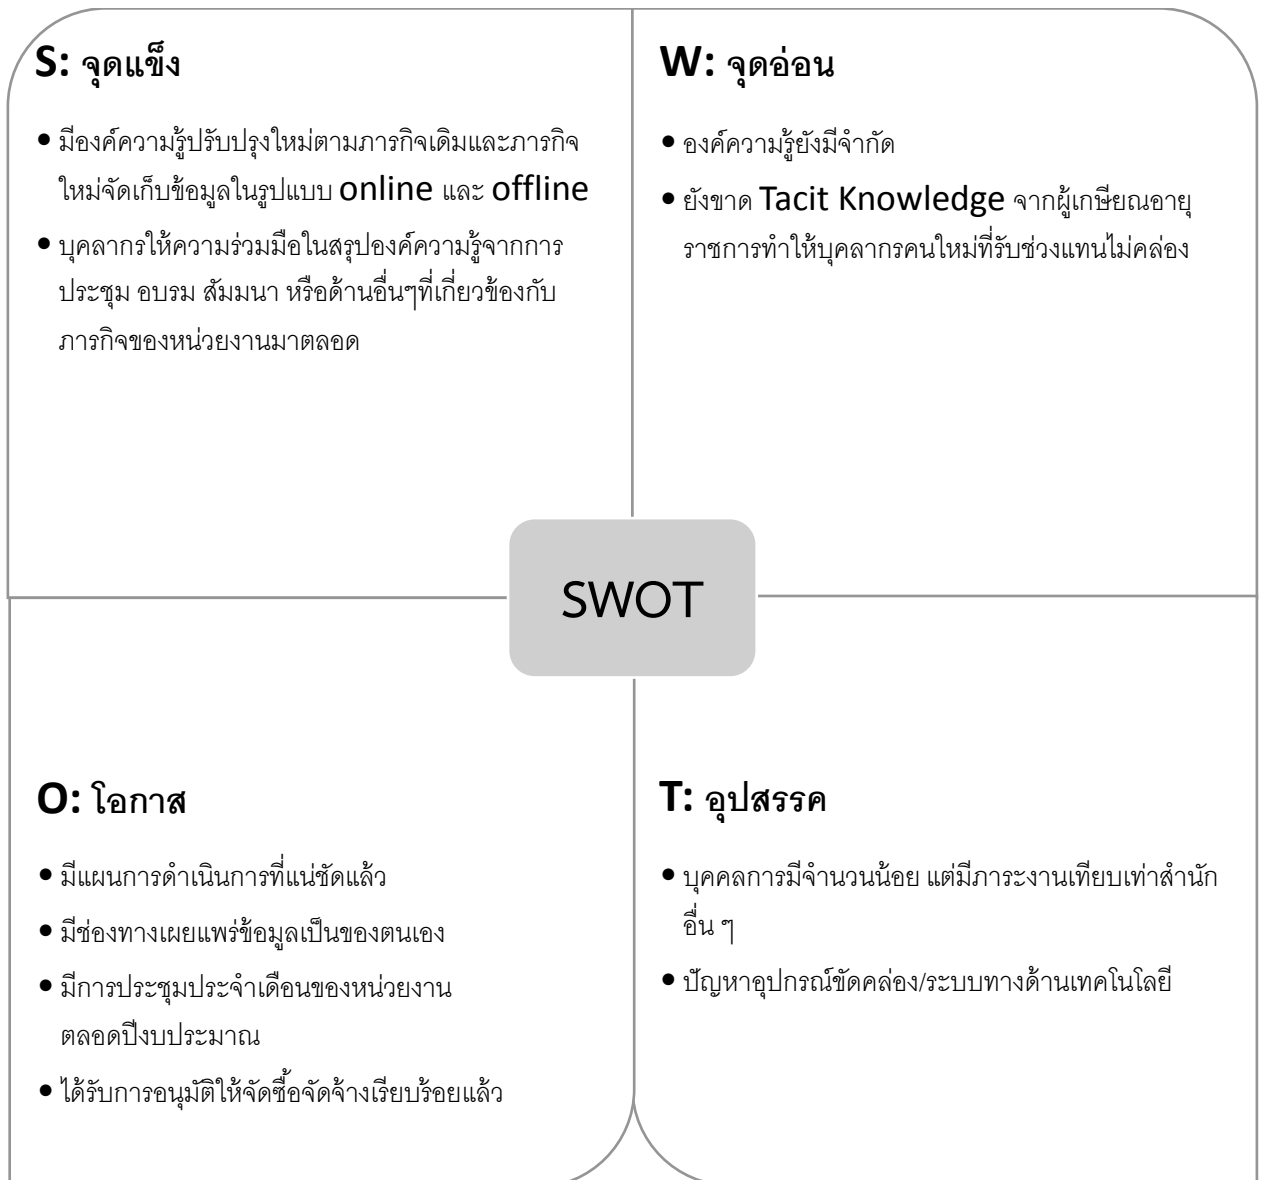 S: จุดแข็ง
• มีองค์ความรู้ปรับปรุงใหม่ตามภารกิจเดิมและภารกิจ
ใหม่จัดเก็บข้อมูลในรูปแบบ online และ offline
• บุคลากรให้ความร่วมมือในสรุปองค์ความรู้จากการ
ประชุม อบรม สัมมนา หรือด้านอื่นๆที่เกี่ยวข้องกับ
ภารกิจของหน่วยงานมาตลอด
W: จุดอ่อน
• องค์ความรู้ยังมีจำกัด
• ยังขาด Tacit Knowledge จากผู้เกษียณอายุ
ราชการทำให้บุคลากรคนใหม่ที่รับช่วงแทนไม่คล่อง
SWOT
O: โอกาส
• มีแผนการดำเนินการที่แน่ชัดแล้ว
• มีช่องทางเผยแพร่ข้อมูลเป็นของตนเอง
• มีการประชุมประจำเดือนของหน่วยงาน
ตลอดปีงบประมาณ
• ได้รับการอนุมัติให้จัดซื้อจัดจ้างเรียบร้อยแล้ว
T: อุปสรรค
• บุคคลการมีจำนวนน้อย แต่มีภาระงานเทียบเท่าสำนัก
อื่น ๆ
• ปัญหาอุปกรณ์ขัดคล่อง/ระบบทางด้านเทคโนโลยี